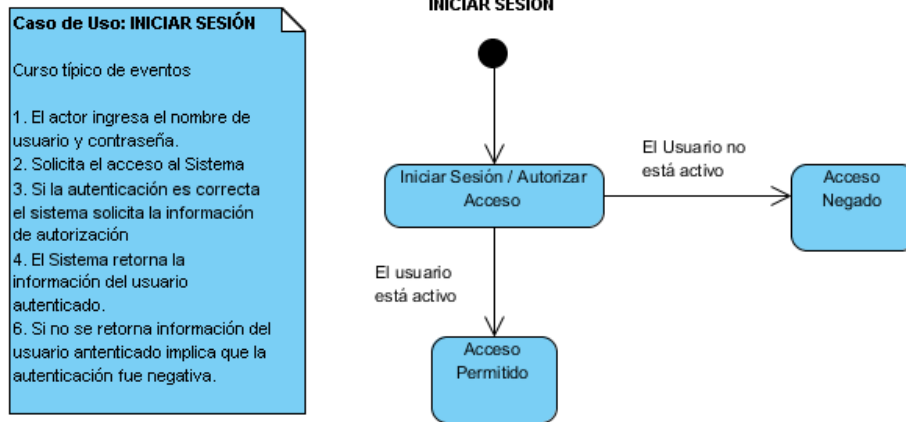 Caso de Uso: INICIAR SESIÓN
Curso típico de eventos
1. El actor ingresa el nombre de
usuario y contraseña.
2. Solicita el acceso al Sistema
3. Si la autenticación es correcta
el sistema solicita la información
de autorización
4. El Sistema retorna la
información del usuario
autenticado.
6. Si no se retorna información del
usuario antenticado implica que la
autenticación fue negativa.
INICIAR SESIÓN
Iniciar Sesión / Autorizar
Acceso
El Usuario no
está activo
Acceso
Negado
El usuario
está activo
Acceso
Permitido